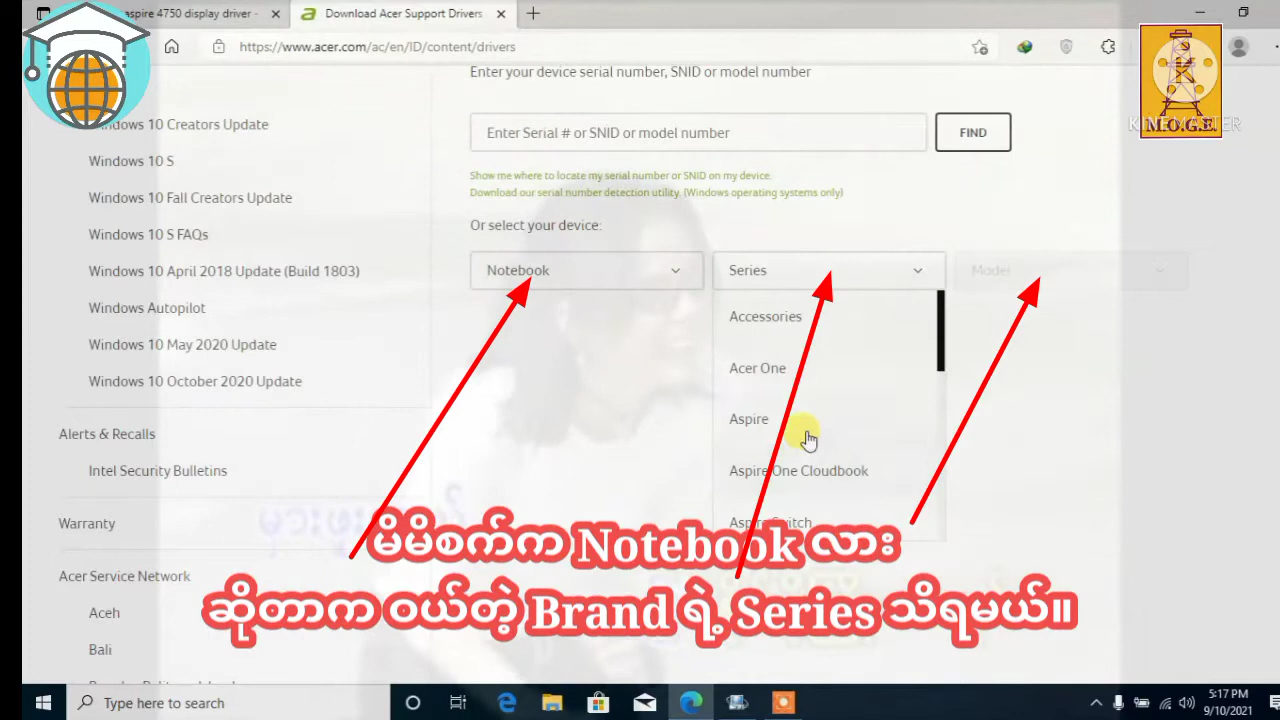 aspire 4750 display driver -
Download Acer Support Drivers
https://www.acer.com/ac/en/ID/content/drivers
KINEMASTER
M.O.G.E.
Enter your device serial number, SNID or model number
Enter Serial # or SNID or model number
FIND
Show me where to locate my serial number or SNID on my device.
Download our serial number detection utility. (Windows operating systems only)
Or select your device:
Notebook
Series
Model
Accessories
Acer One
Aspire
Aspire One Cloudbook
Aspire Switch
Windows 10 Creators Update
Windows 10 S
Windows 10 Fall Creators Update
Windows 10 S FAQs
Windows 10 April 2018 Update (Build 1803)
Windows Autopilot
Windows 10 May 2020 Update
Windows 10 October 2020 Update
Alerts & Recalls
Intel Security Bulletins
Warranty
Acer Service Network
Aceh
Bali
မိမိစက်က Notebook လား
ဆိုတာက ဝယ်တဲ့ Brand ရဲ့ Series သိရမယ်။
Type here to search
5:17 PM
9/10/2021